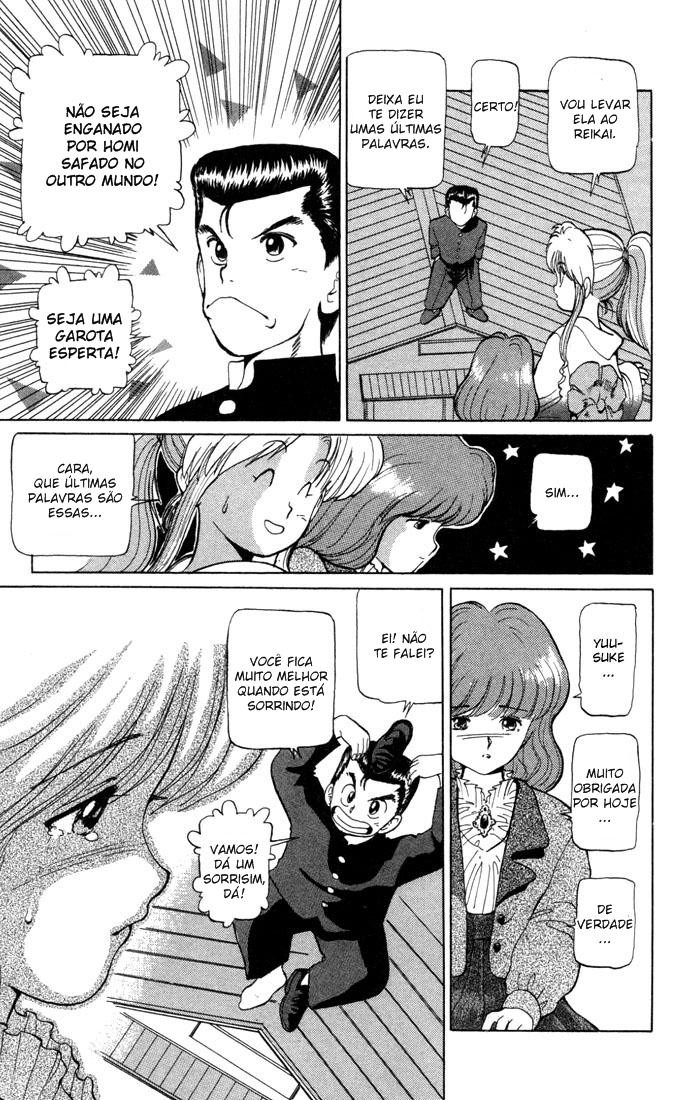 VOU LEVAR
ELA AO
REIKAI.
CERTO!
DEIXA EU
TE DIZER
UMAS ÚLTIMAS
PALAVRAS.
NÃO SEJA
ENGANADO
POR HOMI
SAFADO NO
OUTRO MUNDO!
SEJA UMA
GAROTA
ESPERTA!
SIM...
CARA,
QUE ÚLTIMAS
PALAVRAS SÃO
ESSAS...
YUU-
SUKE
...
MUITO
OBRIGADA
POR HOJE
...
DE
VERDADE
...
EI! NÃO
TE FALEI?
VOCÊ FICA
MUITO MELHOR
QUANDO ESTÁ
SORRINDO!
VAMOS!
DÁ UM
SORRISIM,
DÁ!